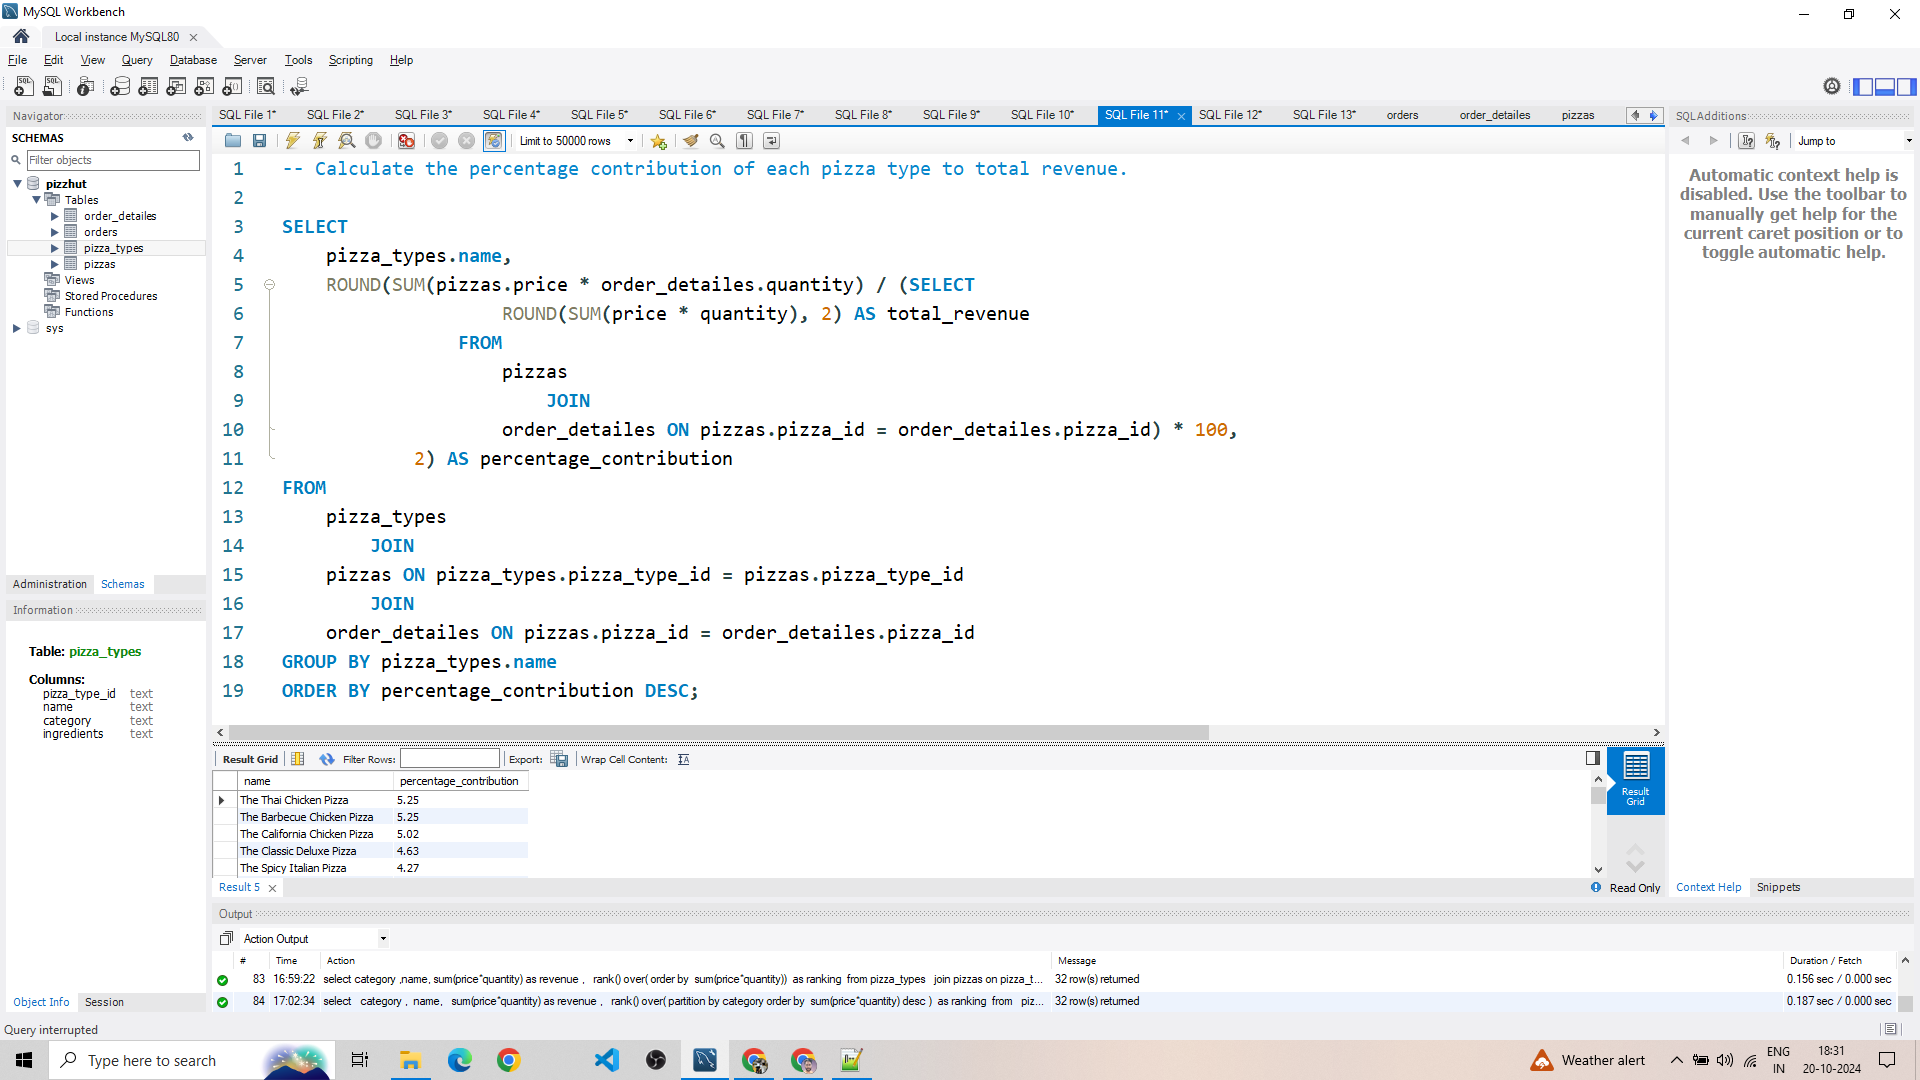 MySQL Workbench
Local instance MySQL80
File Edit View Query Database Server Tools Scripting Help
Navigator
SCHEMAS
Filter objects
pizzhut
Tables
order_detailes
orders
pizza_types
pizzas
Views
Stored Procedures
Functions
sys
Administration Schemas
Information
Table: pizza_types
Columns:
pizza_type_id text
name text
category text
ingredients text
Object Info Session
Query interrupted
SQL File 1* SQL File 2* SQL File 3* SQL File 4* SQL File 5* SQL File 6* SQL File 7* SQL File 8* SQL File 9* SQL File 10* SQL File 11* SQL File 12* SQL File 13* orders order_detailes pizzas
Limit to 50000 rows
1 -- Calculate the percentage contribution of each pizza type to total revenue.
2
3 SELECT
4 pizza_types.name,
5 ROUND(SUM(pizzas.price * order_detailes.quantity) / (SELECT
6 ROUND(SUM(price * quantity), 2) AS total_revenue
7 FROM
8 pizzas
9 JOIN
10 order_detailes ON pizzas.pizza_id = order_detailes.pizza_id) * 100,
11 2) AS percentage_contribution
12 FROM
13 pizza_types
14 JOIN
15 pizzas ON pizza_types.pizza_type_id = pizzas.pizza_type_id
16 JOIN
17 order_detailes ON pizzas.pizza_id = order_detailes.pizza_id
18 GROUP BY pizza_types.name
19 ORDER BY percentage_contribution DESC;
Result Grid Filter Rows: Export: Wrap Cell Content:
name percentage_contribution
The Thai Chicken Pizza 5.25
The Barbecue Chicken Pizza 5.25
The California Chicken Pizza 5.02
The Classic Deluxe Pizza 4.63
The Spicy Italian Pizza 4.27
Result Grid
Result 5
Read Only
Output
Action Output
# Time Action Message Duration / Fetch
83 16:59:22 select category ,name, sum(price*quantity) as revenue , rank() over( order by sum(price*quantity)) as ranking from pizza_types join pizzas on pizza_t... 32 row(s) returned 0.156 sec / 0.000 sec
84 17:02:34 select category , name, sum(price*quantity) as revenue , rank() over( partition by category order by sum(price*quantity) desc ) as ranking from piz... 32 row(s) returned 0.187 sec / 0.000 sec
SQLAdditions
Jump to
Automatic context help is
disabled. Use the toolbar to
manually get help for the
current caret position or to
toggle automatic help.
Context Help Snippets
Type here to search
Weather alert
ENG
IN
18:31
20-10-2024